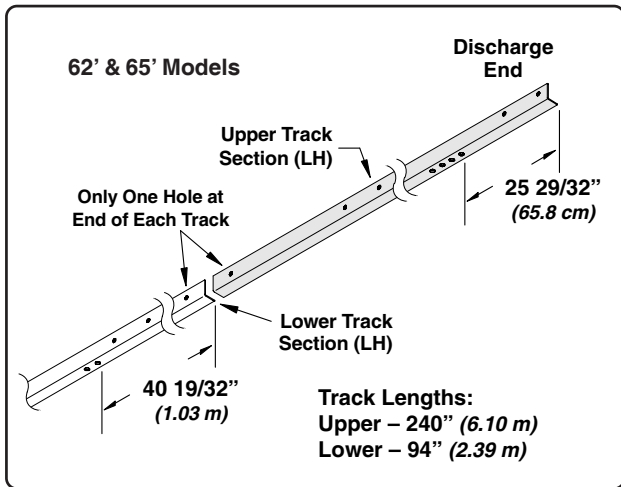 62’ & 65’ Models
Discharge
End
Upper Track
Section (LH)
Only One Hole at
End of Each Track
25 29/32”
(65.8 cm)
Lower Track
Section (LH)
40 19/32”
(1.03 m)
Track Lengths:
Upper – 240” (6.10 m)
Lower – 94” (2.39 m)